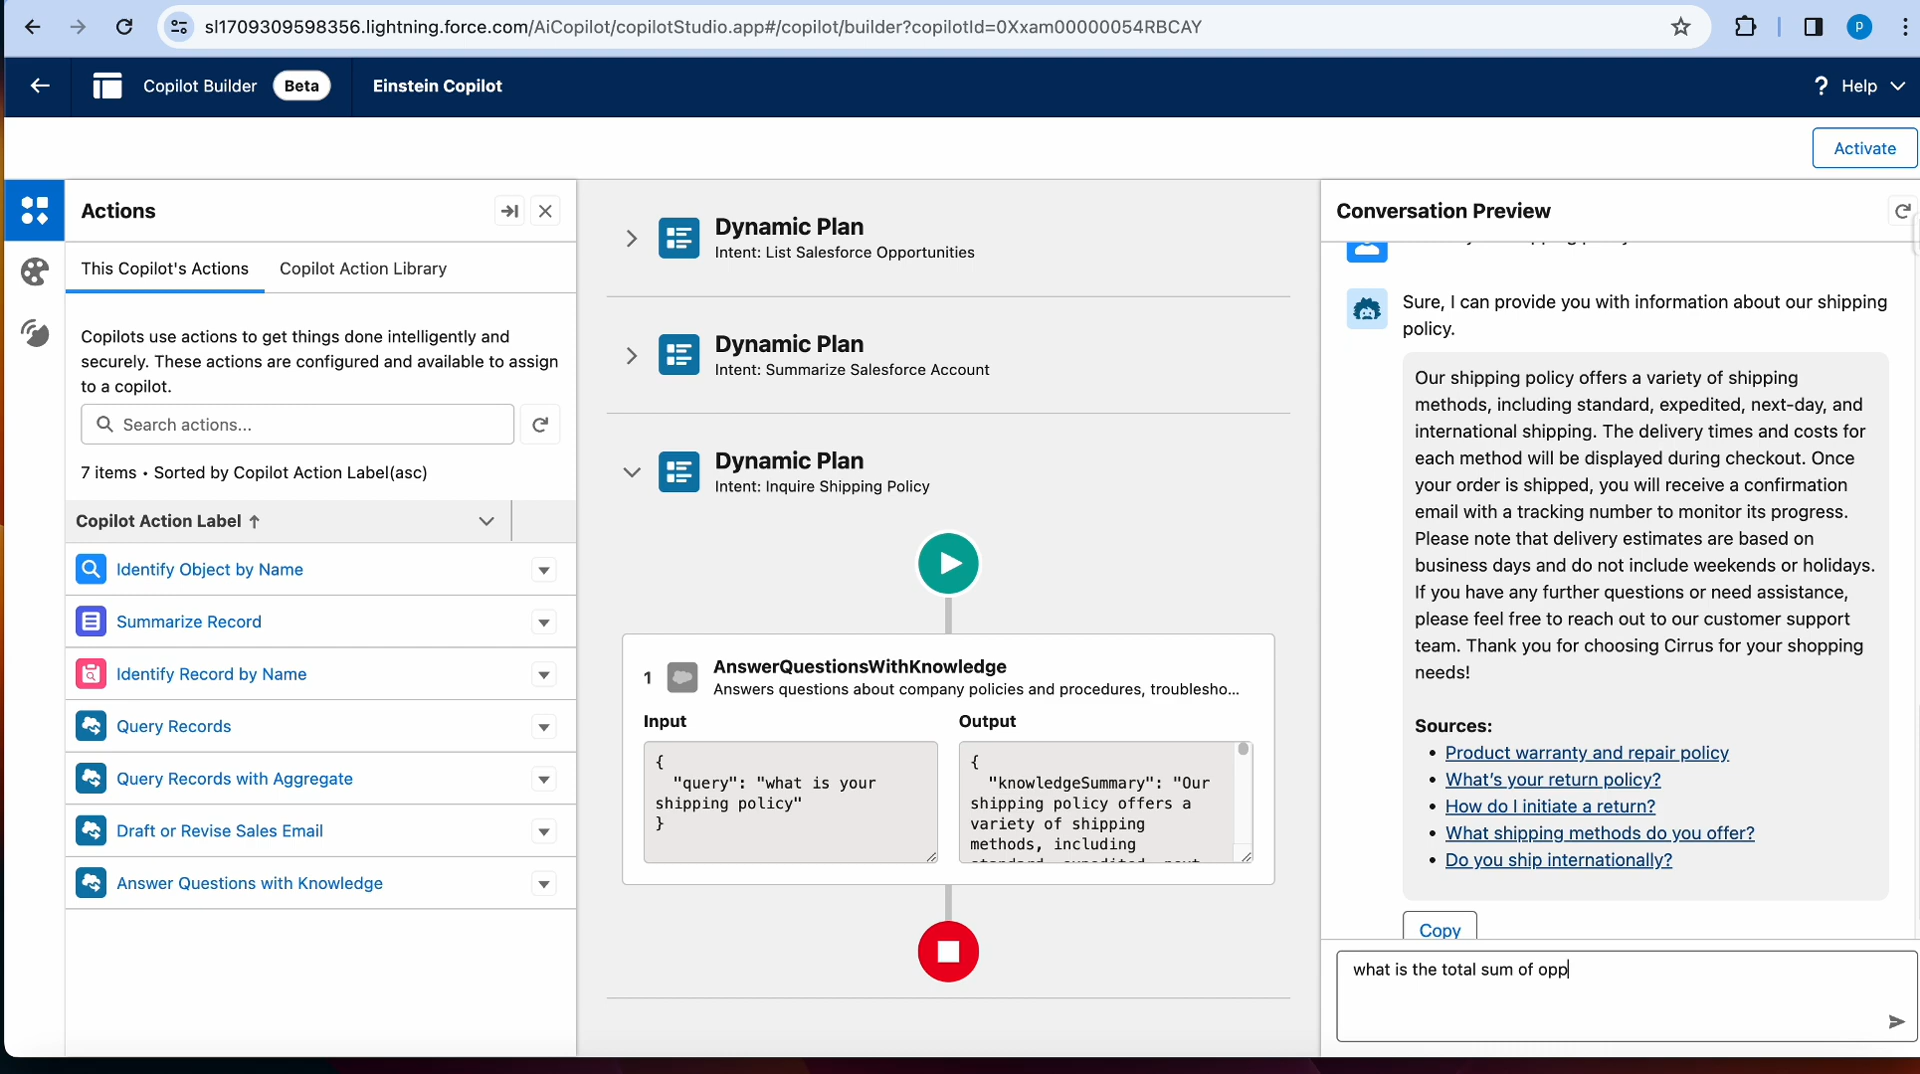 sl1709309598356.lightning.force.com/AiCopilot/copilotStudio.app#/copilot/builder?copilotId=0Xxam00000054RBCAY
P
Copilot Builder Beta Einstein Copilot
? Help
Activate
Actions
This Copilot's Actions Copilot Action Library
Copilots use actions to get things done intelligently and
securely. These actions are configured and available to assign
to a copilot.
Search actions...
7 items • Sorted by Copilot Action Label(asc)
Copilot Action Label ↑
Identify Object by Name
Summarize Record
Identify Record by Name
Query Records
Query Records with Aggregate
Draft or Revise Sales Email
Answer Questions with Knowledge
Dynamic Plan
Intent: List Salesforce Opportunities
Dynamic Plan
Intent: Summarize Salesforce Account
Dynamic Plan
Intent: Inquire Shipping Policy
1 AnswerQuestionsWithKnowledge
Answers questions about company policies and procedures, troublesho...
Input
{
"query": "what is your
shipping policy"
}
Output
{
"knowledgeSummary": "Our
shipping policy offers a
variety of shipping
methods, including
Conversation Preview
Sure, I can provide you with information about our shipping
policy.
Our shipping policy offers a variety of shipping
methods, including standard, expedited, next-day, and
international shipping. The delivery times and costs for
each method will be displayed during checkout. Once
your order is shipped, you will receive a confirmation
email with a tracking number to monitor its progress.
Please note that delivery estimates are based on
business days and do not include weekends or holidays.
If you have any further questions or need assistance,
please feel free to reach out to our customer support
team. Thank you for choosing Cirrus for your shopping
needs!
Sources:
• Product warranty and repair policy
• What's your return policy?
• How do I initiate a return?
• What shipping methods do you offer?
• Do you ship internationally?
Copy
what is the total sum of opp